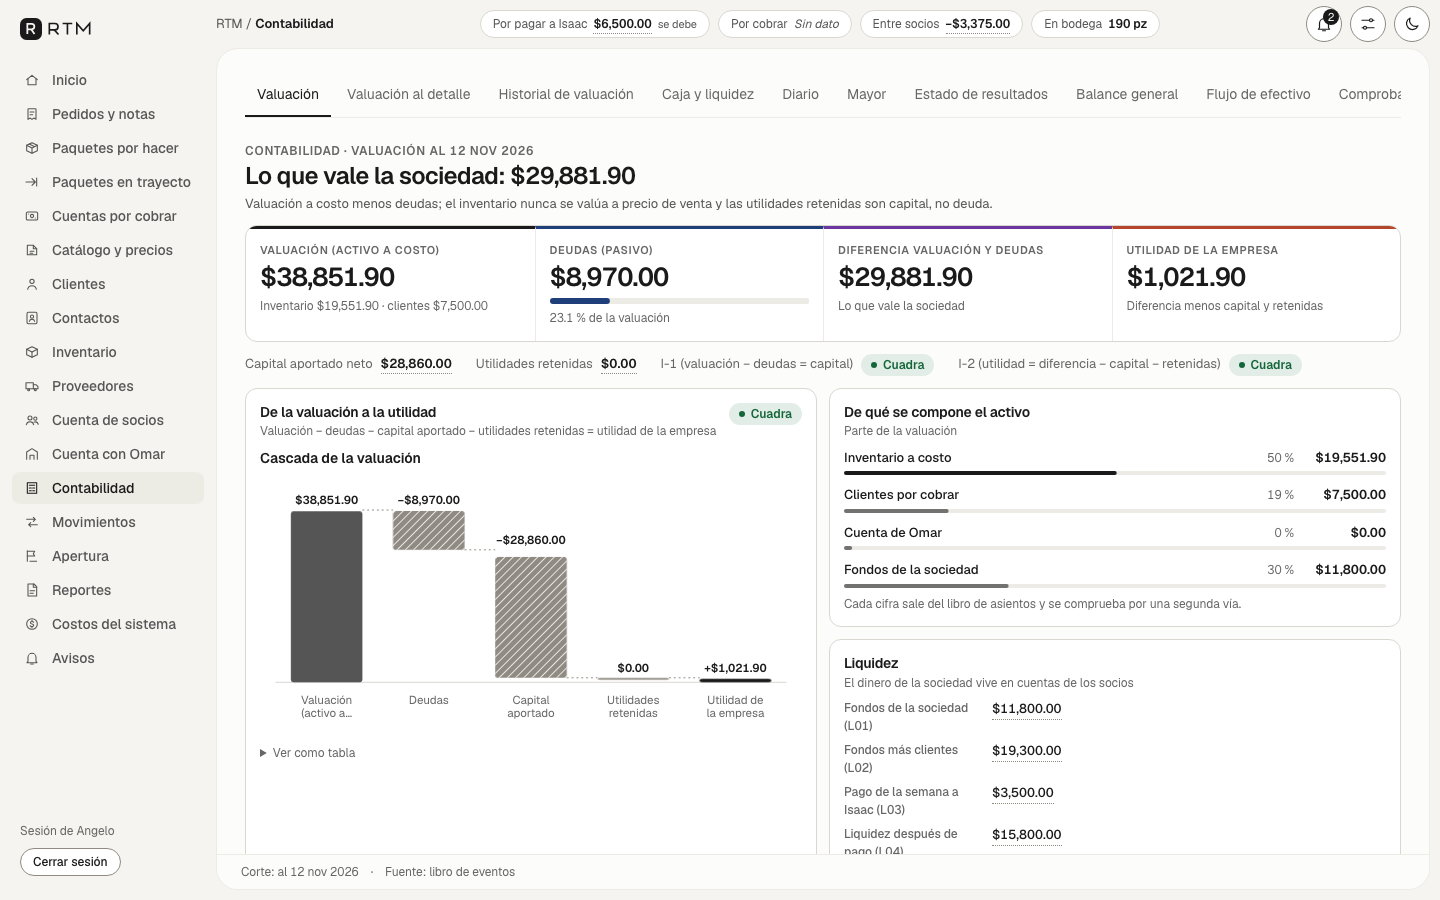 R RTM
RTM / Contabilidad
Por pagar a Isaac $6,500.00 se debe
Por cobrar Sin dato
Entre socios −$3,375.00
En bodega 190 pz
2
Inicio
Pedidos y notas
Paquetes por hacer
Paquetes en trayecto
Cuentas por cobrar
Catálogo y precios
Clientes
Contactos
Inventario
Proveedores
Cuenta de socios
Cuenta con Omar
Contabilidad
Movimientos
Apertura
Reportes
Costos del sistema
Avisos
Sesión de Angelo
Cerrar sesión
Valuación Valuación al detalle Historial de valuación Caja y liquidez Diario Mayor Estado de resultados Balance general Flujo de efectivo Comproba
CONTABILIDAD · VALUACIÓN AL 12 NOV 2026
Lo que vale la sociedad: $29,881.90
Valuación a costo menos deudas; el inventario nunca se valúa a precio de venta y las utilidades retenidas son capital, no deuda.
VALUACIÓN (ACTIVO A COSTO)
$38,851.90
Inventario $19,551.90 · clientes $7,500.00
DEUDAS (PASIVO)
$8,970.00
23.1 % de la valuación
DIFERENCIA VALUACIÓN Y DEUDAS
$29,881.90
Lo que vale la sociedad
UTILIDAD DE LA EMPRESA
$1,021.90
Diferencia menos capital y retenidas
Capital aportado neto $28,860.00 Utilidades retenidas $0.00 I-1 (valuación − deudas = capital) Cuadra I-2 (utilidad = diferencia − capital − retenidas) Cuadra
De la valuación a la utilidad
Cuadra
Valuación − deudas − capital aportado − utilidades retenidas = utilidad de la empresa
Cascada de la valuación
$38,851.90 −$8,970.00
−$28,860.00
$0.00 +$1,021.90
Valuación (activo a…
Deudas
Capital aportado
Utilidades retenidas
Utilidad de la empresa
Ver como tabla
De qué se compone el activo
Parte de la valuación
Inventario a costo 50 % $19,551.90
Clientes por cobrar 19 % $7,500.00
Cuenta de Omar 0 % $0.00
Fondos de la sociedad 30 % $11,800.00
Cada cifra sale del libro de asientos y se comprueba por una segunda vía.
Liquidez
El dinero de la sociedad vive en cuentas de los socios
Fondos de la sociedad (L01) $11,800.00
Fondos más clientes (L02) $19,300.00
Pago de la semana a Isaac (L03) $3,500.00
Liquidez después de pago (L04) $15,800.00
Corte: al 12 nov 2026 · Fuente: libro de eventos